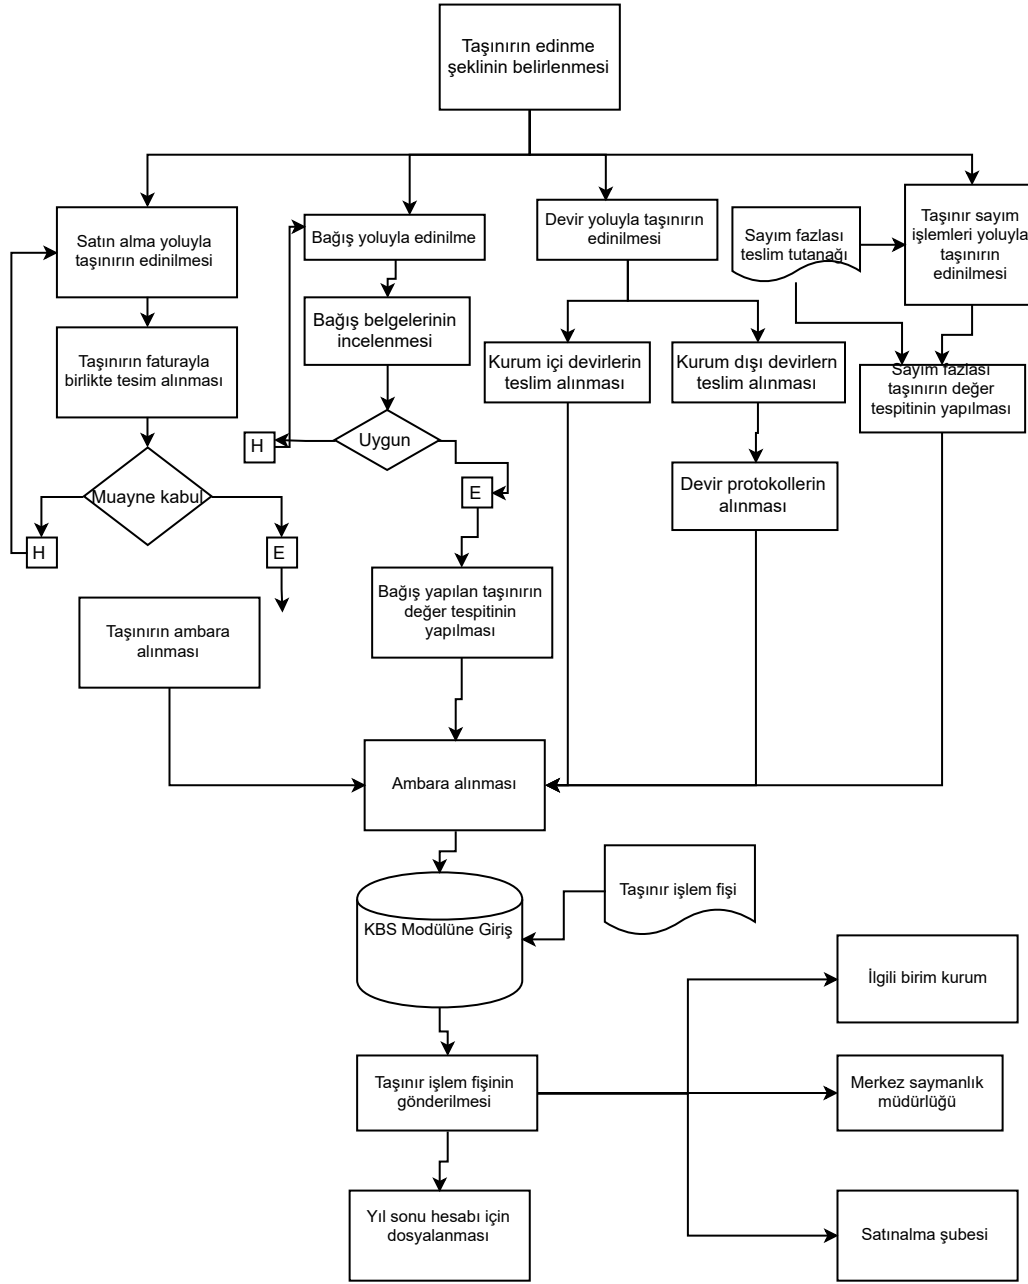 Taşınırın edinme
şeklinin belirlenmesi
Satın alma yoluyla
taşınırın edinilmesi
Bağış yoluyla edinilme
Devir yoluyla taşınırın
edinilmesi
Sayım fazlası
teslim tutanağı
Taşınır sayım
işlemleri yoluyla
taşınırın
edinilmesi
Taşınırın faturayla
birlikte tesim alınması
Bağış belgelerinin
incelenmesi
Kurum içi devirlerin
teslim alınması
Kurum dışı devirlern
teslim alınması
Sayım fazlası
taşınırın değer
tespitinin yapılması
Muayne kabul
H
E
Uygun
H
E
Devir protokollerin
alınması
Taşınırın ambara
alınması
Bağış yapılan taşınırın
değer tespitinin
yapılması
Ambara alınması
KBS Modülüne Giriş
Taşınır işlem fişi
Taşınır işlem fişinin
gönderilmesi
İlgili birim kurum
Merkez saymanlık
müdürlüğü
Satınalma şubesi
Yıl sonu hesabı için
dosyalanması